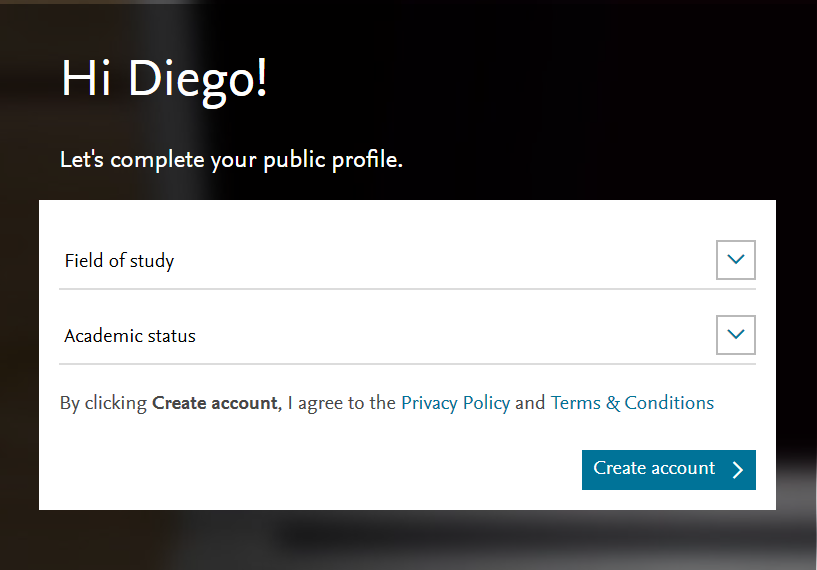 Hi Diego!
Let's complete your public profile.
Field of study
Academic status
By clicking Create account, I agree to the Privacy Policy and Terms & Conditions
Create account